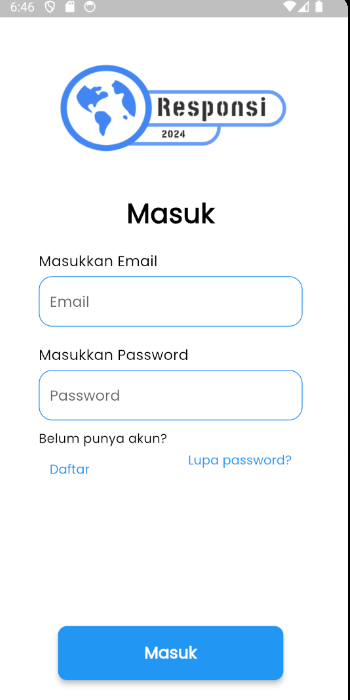 6:46
Responsi
2024
Masuk
Masukkan Email
Email
Masukkan Password
Password
Belum punya akun?
Lupa password?
Daftar
Masuk